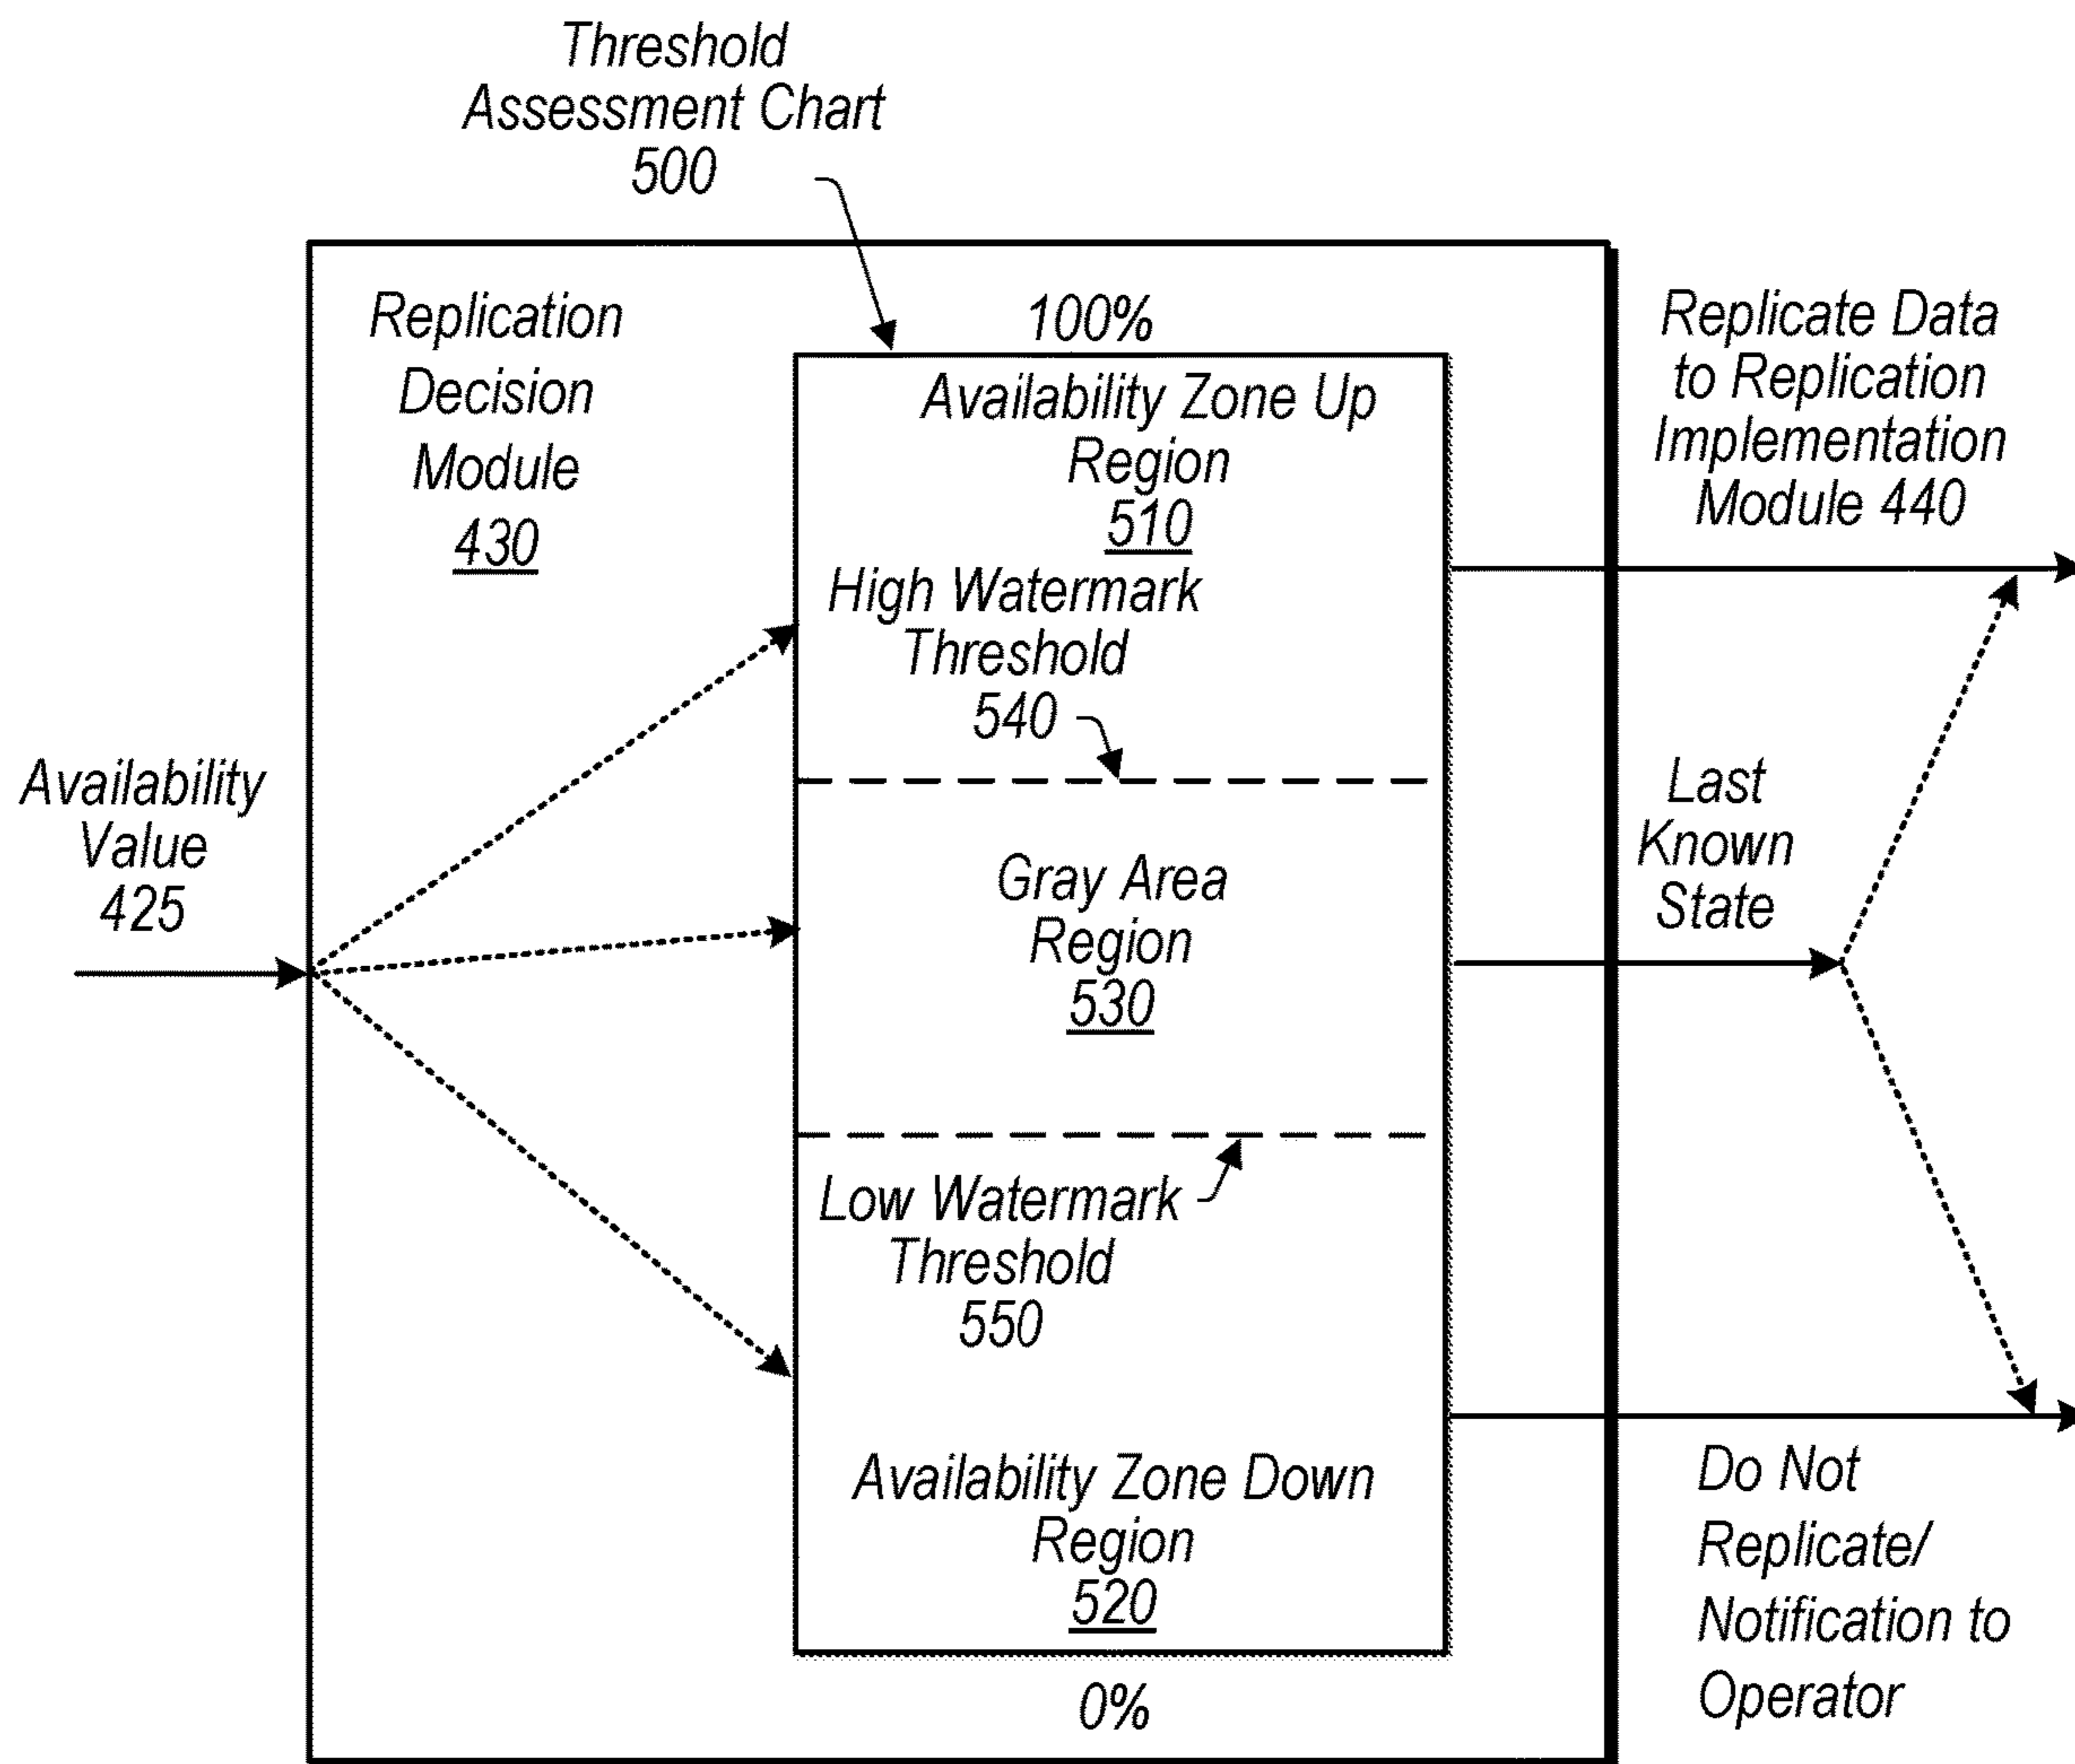 Threshold
Assessment Chart
500
Replication
Decision
Module
430
100%
Availability Zone Up
Region
510
High Watermark
Threshold
540
Replicate Data
to Replication
Implementation
Module 440
Availability
Value
425
Gray Area
Region
530
Last
Known
State
Low Watermark
Threshold
550
Availability Zone Down
Region
520
0%
Do Not
Replicate/
Notification to
Operator